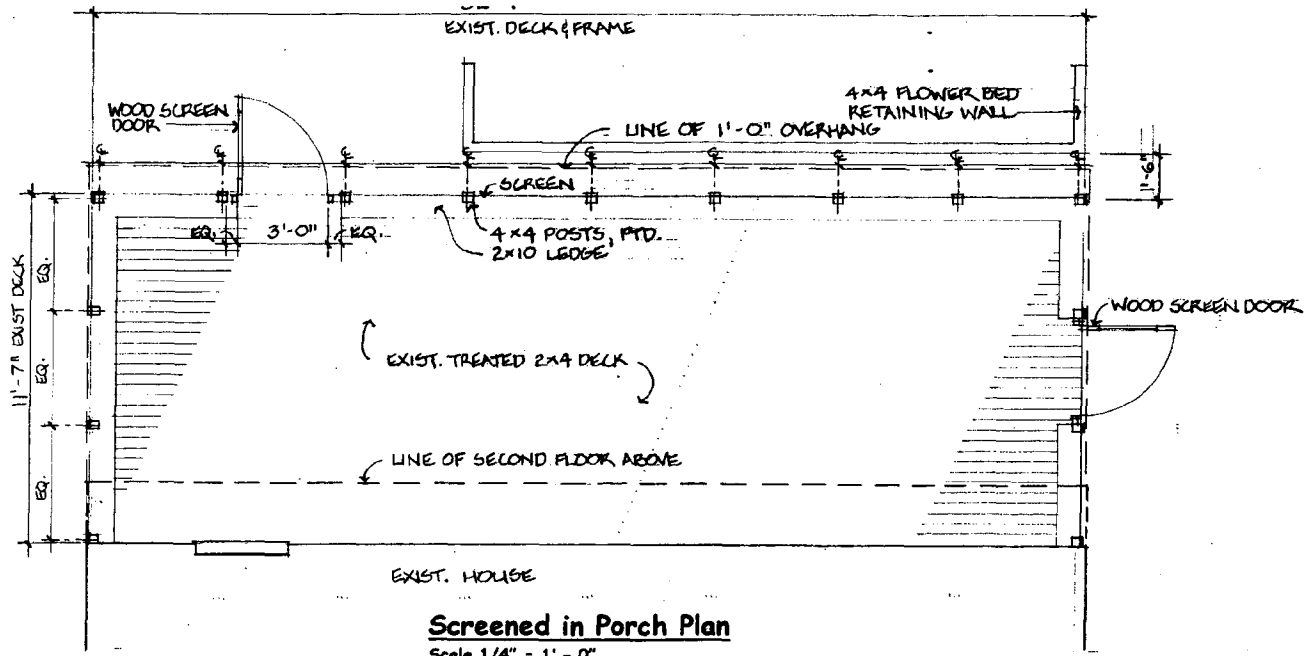 EXIST. DECK & FRAME
WOOD SCREEN
DOOR
4x4 FLOWER BED
RETAINING WALL
LINE OF 1'-0" OVERHANG
℄ ℄ ℄ ℄ ℄ ℄ ℄ ℄ ℄
1'-6"
SCREEN
EQ. 3'-0" EQ.
4x4 POSTS, PTD.
2x10 LEDGE
11'-7" EXIST DECK
EQ.
EQ.
EQ.
WOOD SCREEN DOOR
EXIST. TREATED 2x4 DECK
LINE OF SECOND FLOOR ABOVE
EXIST. HOUSE
Screened in Porch Plan
Scale 1/4" = 1' - 0"